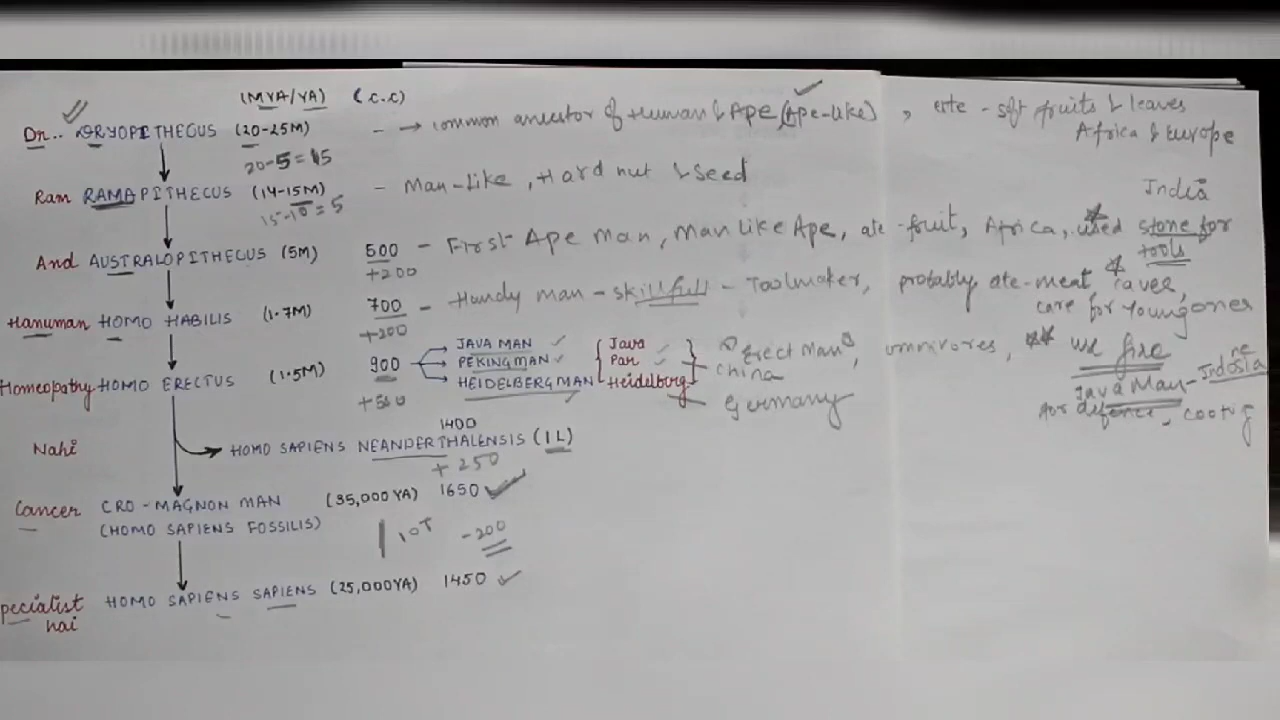 (MYA/YA) (C.C)
Dr.. DRYOPITHECUS (20-25M) - → common ancestor of Human & APE, (Ape-like) , ate - soft fruits & leaves
Africa & Europe
20-5=15
Ram RAMAPITHECUS (14-15M) - Man-Like, Hard nut & Seed
India
15-10=5
And AUSTRALOPITHECUS (5M) 500 - First Ape Man, Man Like Ape, ate-fruit, Africa, used stone for tools
+200
Hanuman HOMO HABILIS (1.7M) 700 - Handy man - skillfull - Toolmaker, probably ate-meat, caves,
care for young ones
+200
Homeopathy HOMO ERECTUS (1.5M) 900
JAVA MAN Java
PEKING MAN Erect Man, omnivores, use fire
HEIDELBERG MAN Heidelberg China
+500 Germany
Java Man-
for defence, cooking
Nahi HOMO SAPIENS NEANDERTHALENSIS (1L) 1400
+250
Cancer CRO-MAGNON MAN (35,000YA) 1650
(HOMO SAPIENS FOSSILIS)
10T -200
pecialist HOMO SAPIENS SAPIENS (25,000YA) 1450
hai